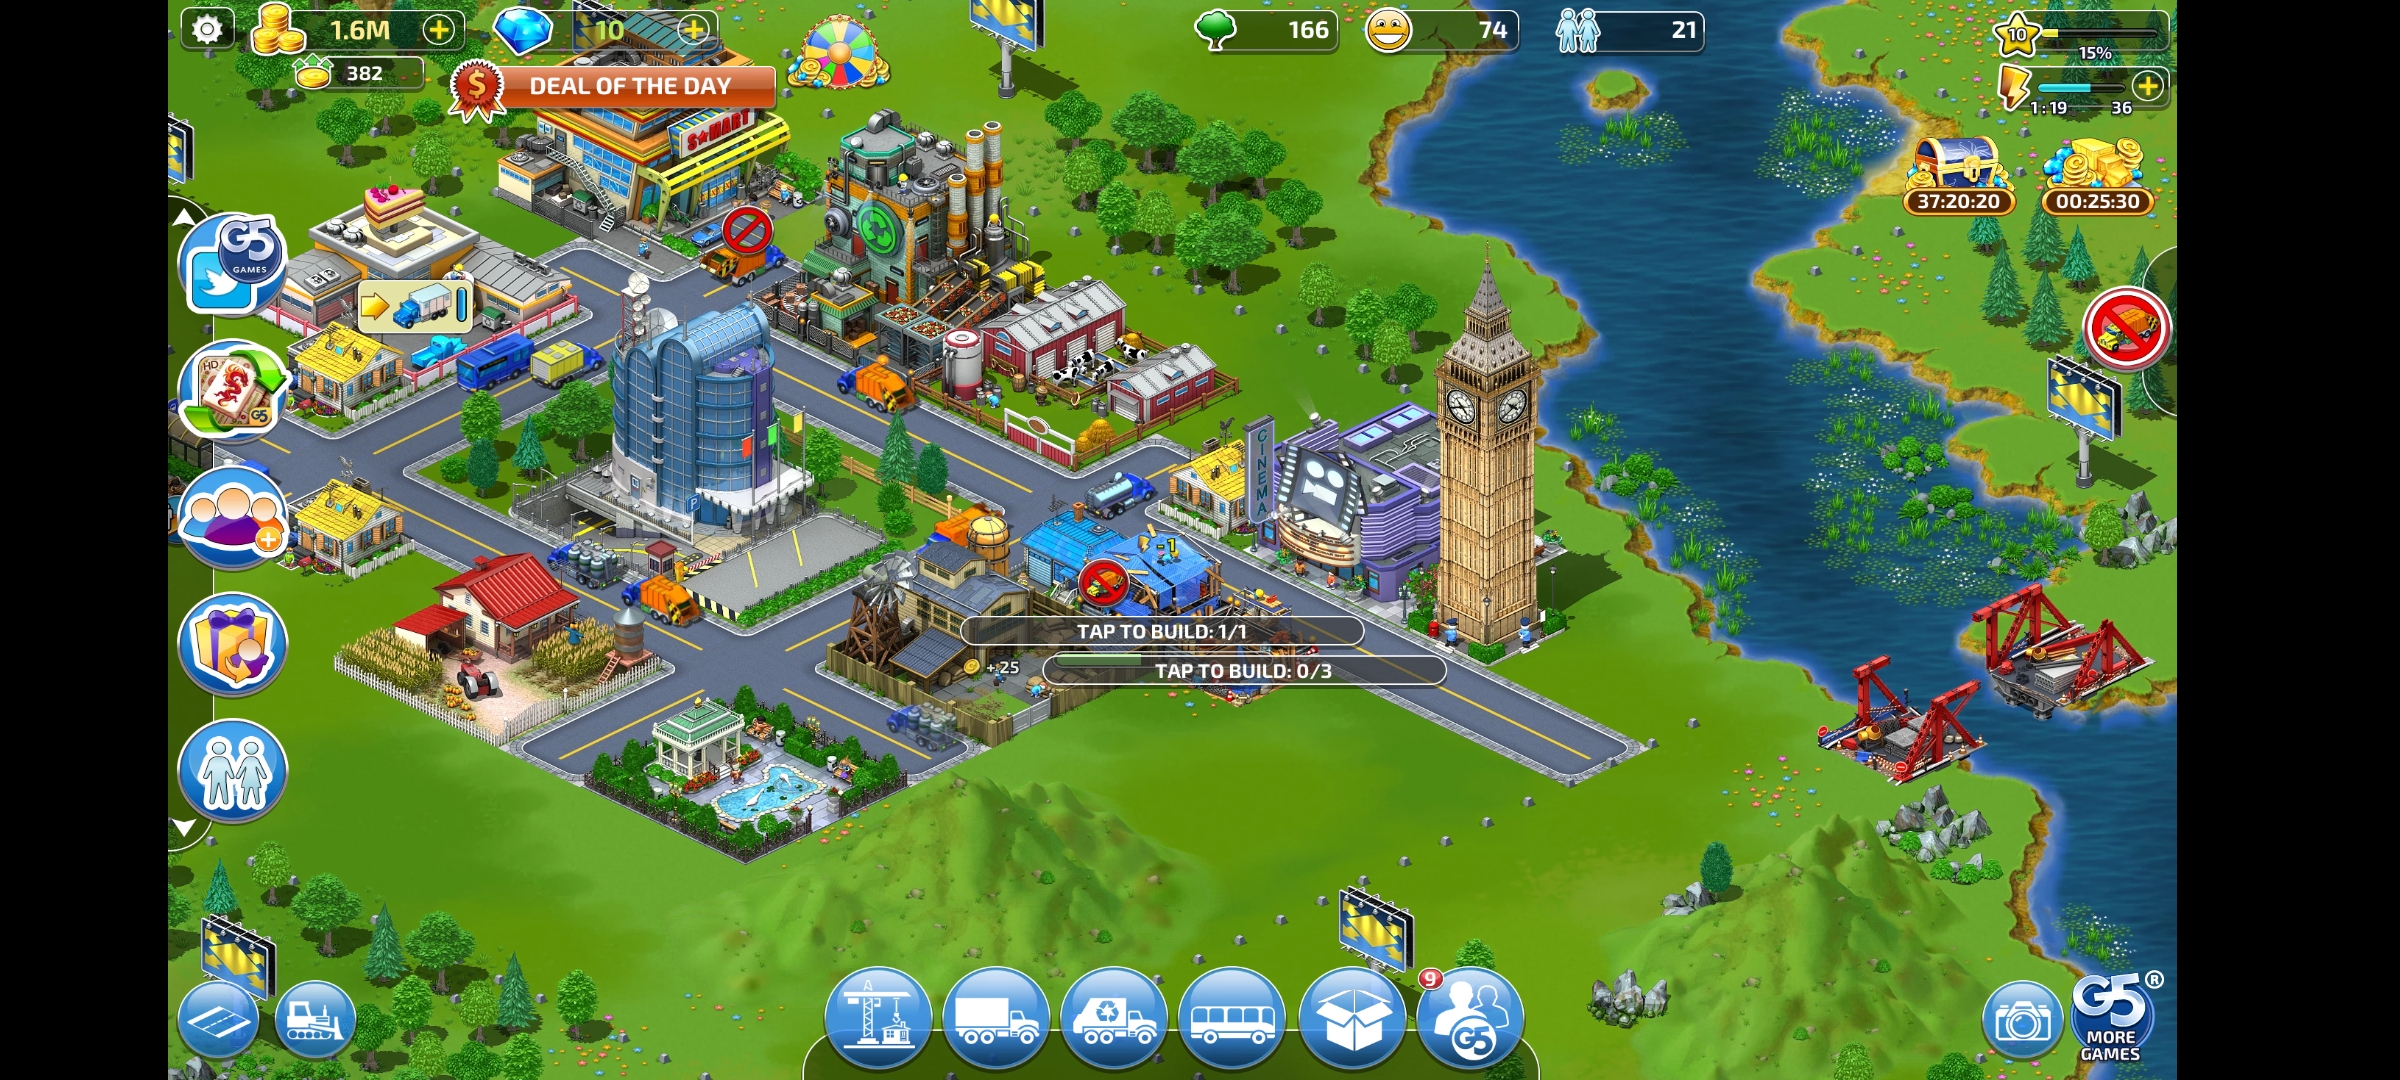 1.6M
10
166
74
21
10
15%
382
DEAL OF THE DAY
1:19
36
S★MART
37:20:20
00:25:30
G5
GAMES
HD
G5
CINEMA
-1
TAP TO BUILD: 1/1
+25
TAP TO BUILD: 0/3
P
A
9
G5
G5®
MORE
GAMES